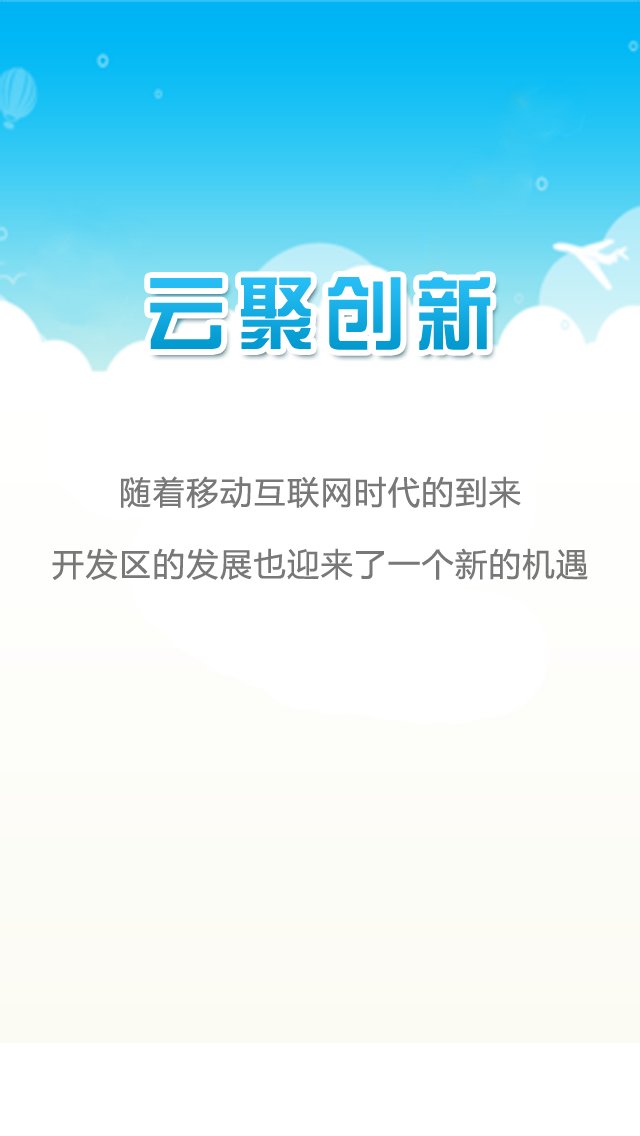 云聚创新
随着移动互联网时代的到来
开发区的发展也迎来了一个新的机遇